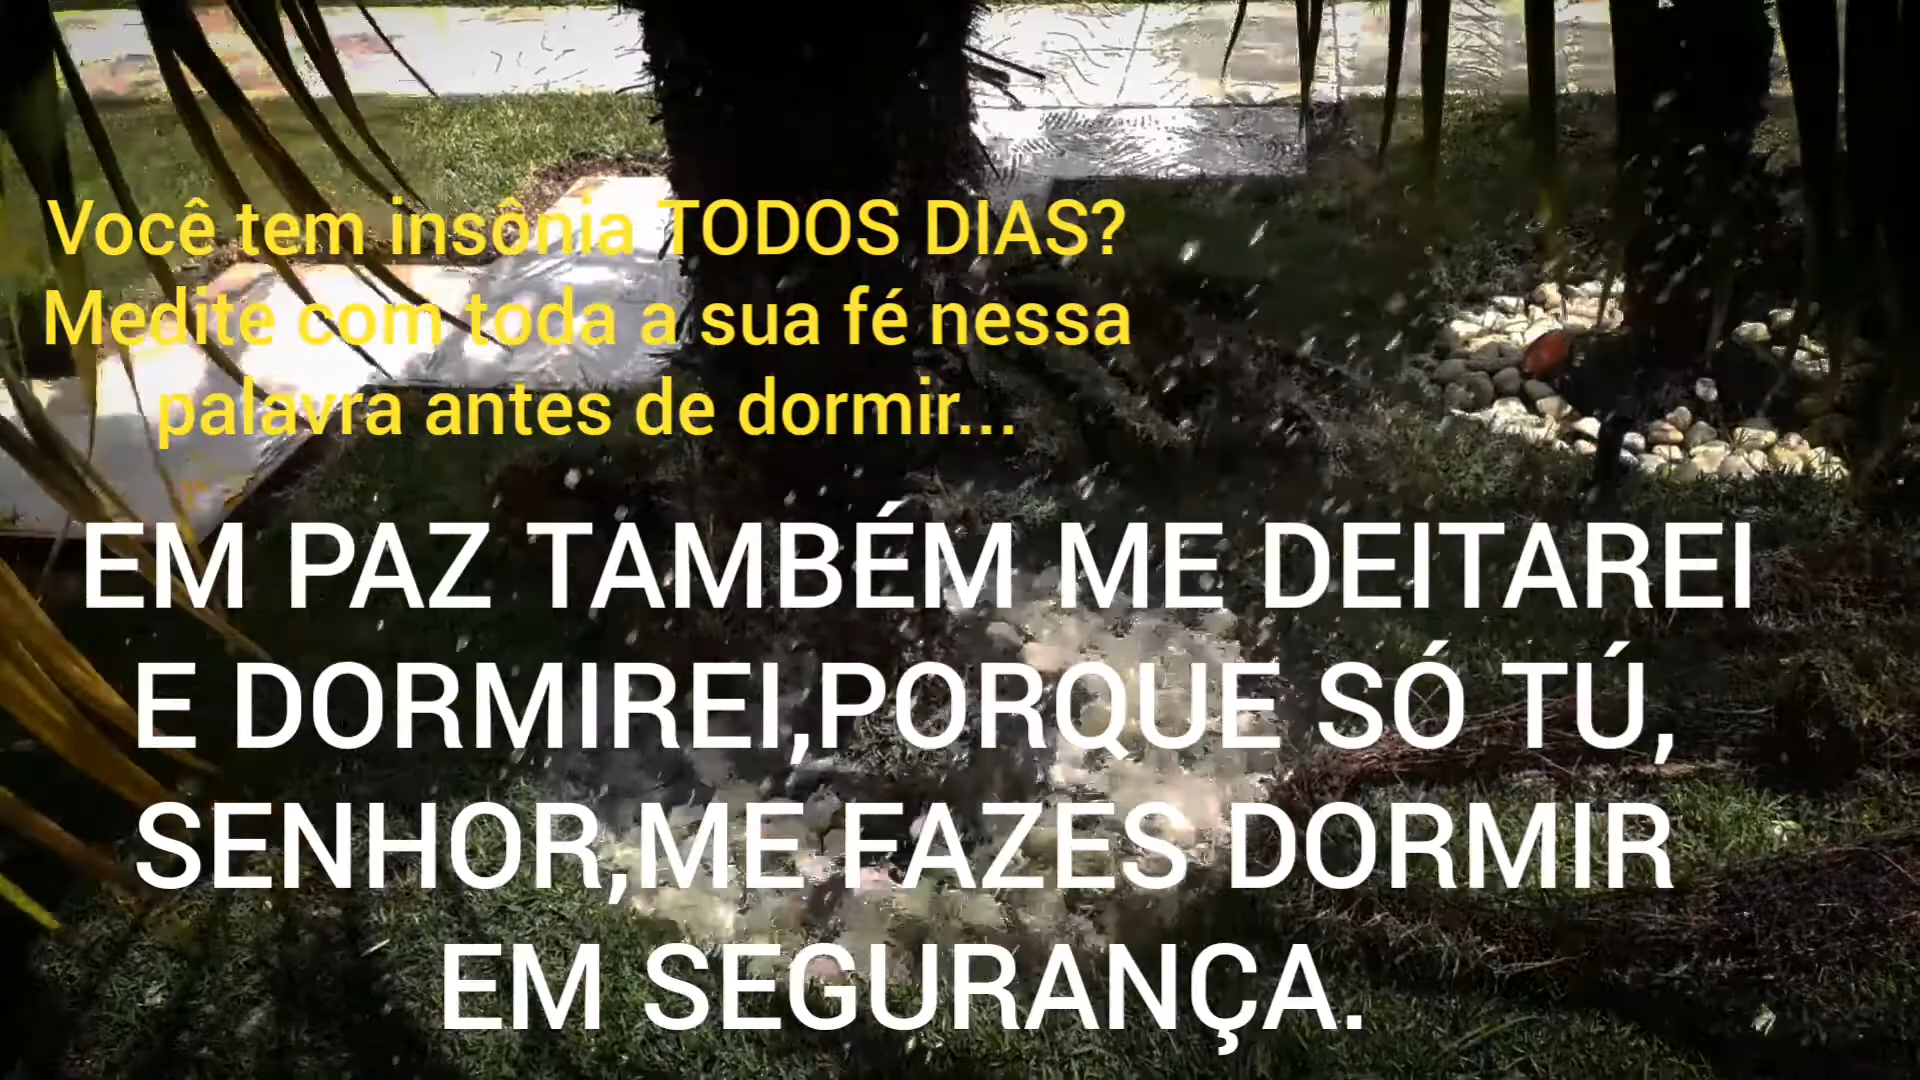 Você tem insônia TODOS DIAS?
Medite com toda a sua fé nessa
palavra antes de dormir...
EM PAZ TAMBÉM ME DEITAREI
E DORMIREI,PORQUE SÓ TÚ,
SENHOR,ME FAZES DORMIR
EM SEGURANÇA.